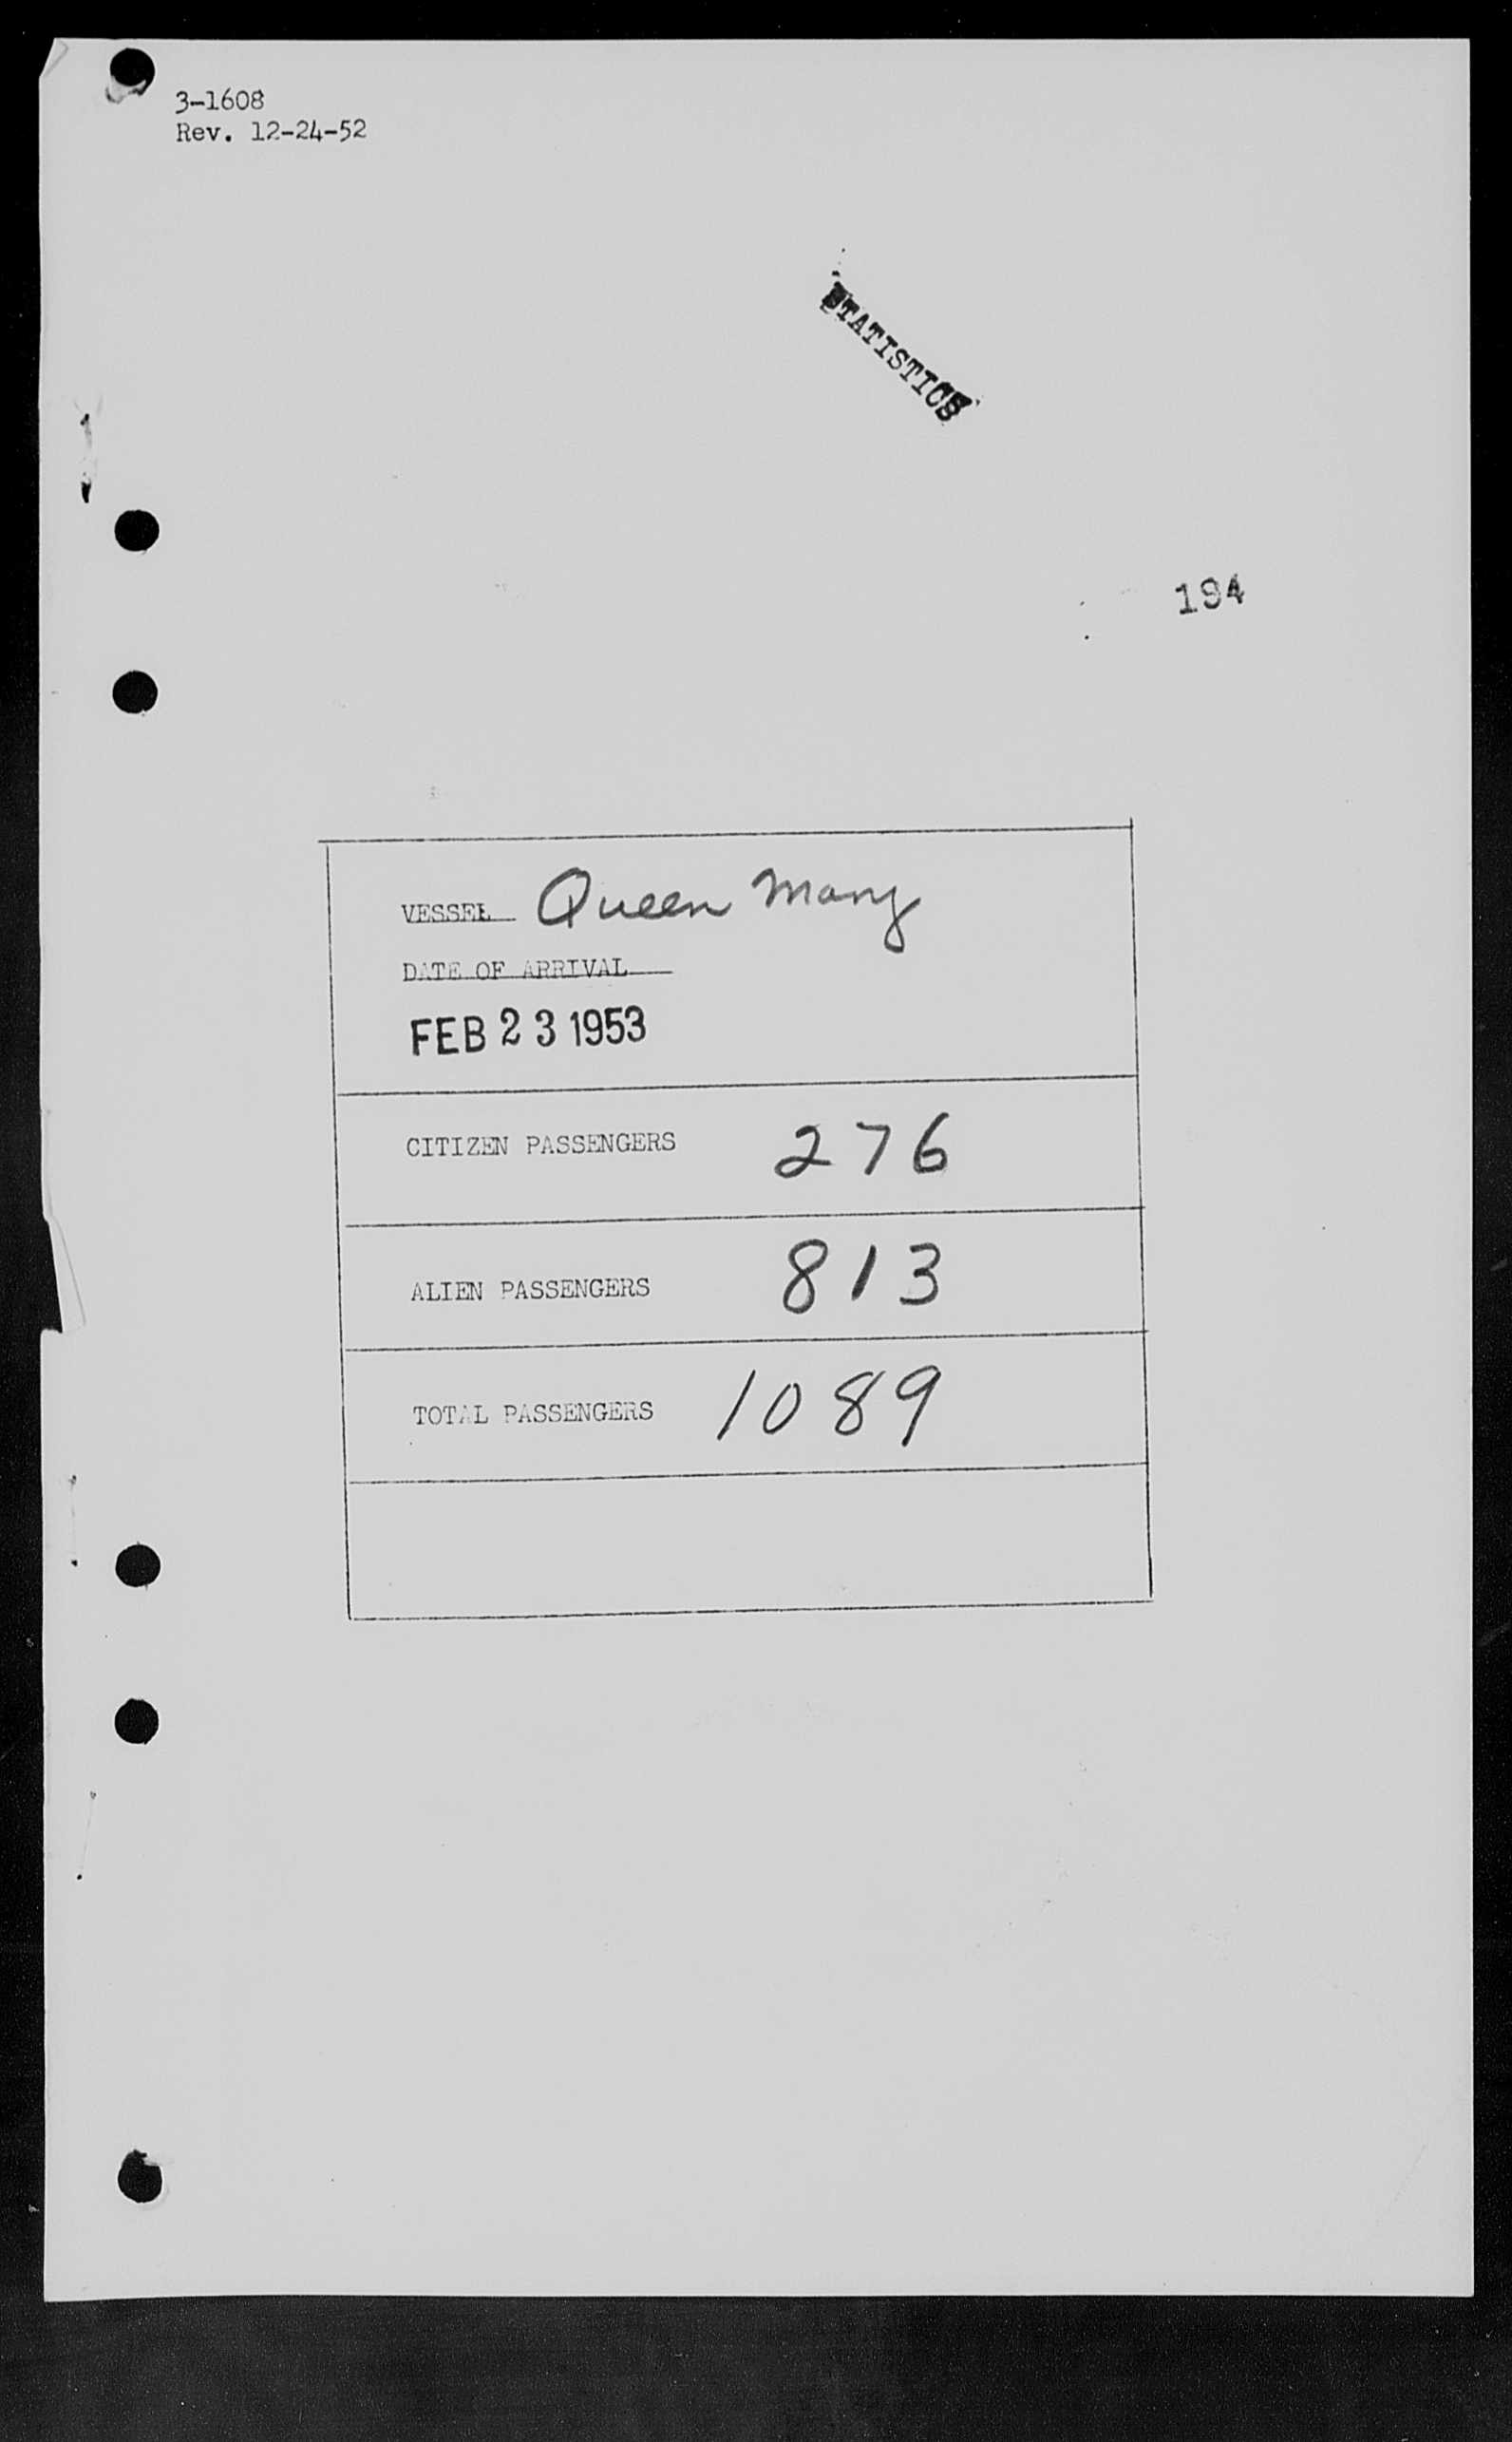 3-1608
Rev. 12-24-52
STATISTICS
194
VESSEL Queen Mary
DATE OF ARRIVAL
FEB 23 1953
CITIZEN PASSENGERS 276
ALIEN PASSENGERS 813
TOTAL PASSENGERS 1089